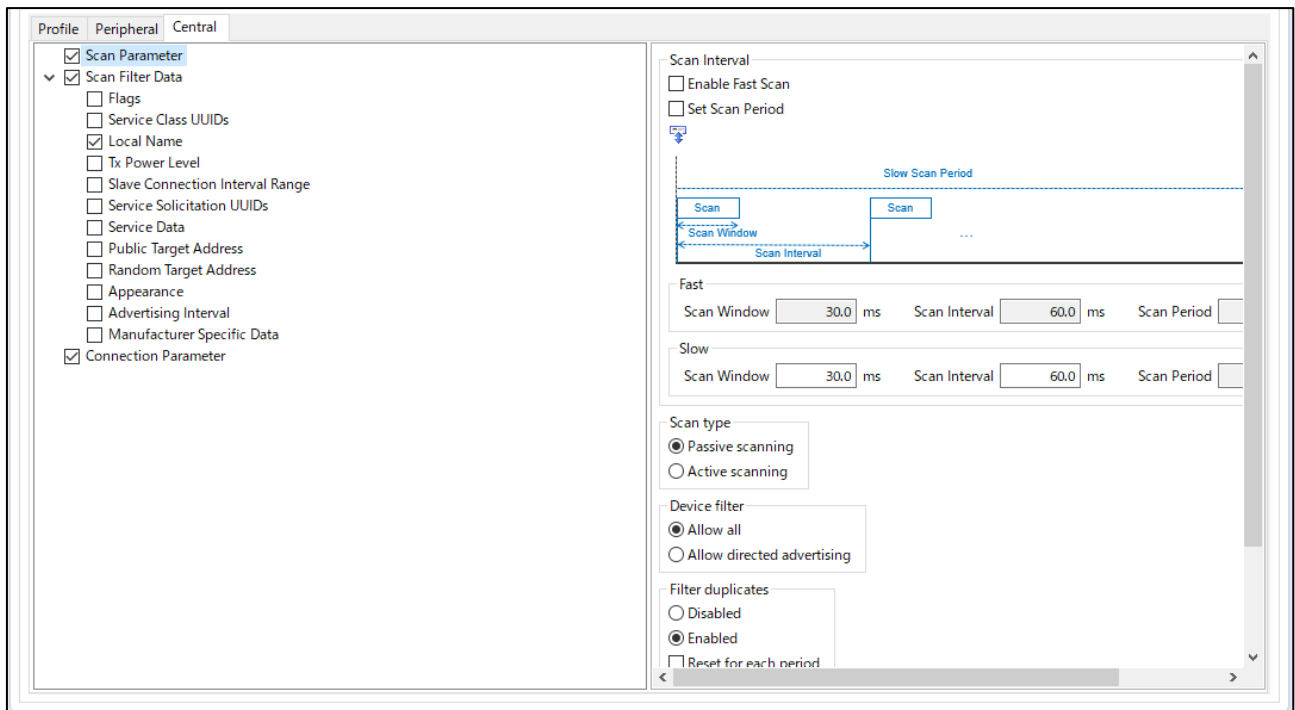 Profile Peripheral Central
Scan Parameter
Scan Filter Data
Flags
Service Class UUIDs
Local Name
Tx Power Level
Slave Connection Interval Range
Service Solicitation UUIDs
Service Data
Public Target Address
Random Target Address
Appearance
Advertising Interval
Manufacturer Specific Data
Connection Parameter
Scan Interval
Enable Fast Scan
Set Scan Period
Slow Scan Period
Scan Scan
Scan Window ...
Scan Interval
Fast
Scan Window 30.0 ms Scan Interval 60.0 ms Scan Period
Slow
Scan Window 30.0 ms Scan Interval 60.0 ms Scan Period
Scan type
Passive scanning
Active scanning
Device filter
Allow all
Allow directed advertising
Filter duplicates
Disabled
Enabled
Reset for each period